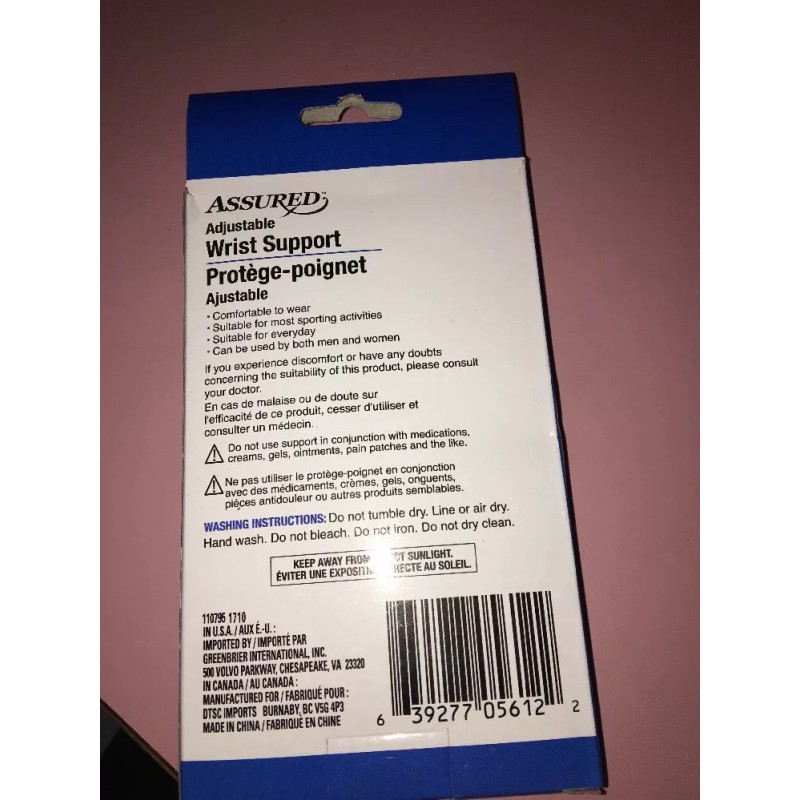 ASSURED™
Adjustable
Wrist Support
Protège-poignet
Ajustable
· Comfortable to wear
· Suitable for most sporting activities
· Suitable for everyday
· Can be used by both men and women
If you experience discomfort or have any doubts
concerning the suitability of this product, please consult
your doctor.
En cas de malaise ou de doute sur
l'efficacité de ce produit, cesser d'utiliser et
consulter un médecin.
Do not use support in conjunction with medications,
creams, gels, ointments, pain patches and the like.
Ne pas utiliser le protège-poignet en conjonction
avec des médicaments, crèmes, gels, onguents,
pièces antidouleur ou autres produits semblables.
WASHING INSTRUCTIONS: Do not tumble dry. Line or air dry.
Hand wash. Do not bleach. Do not iron. Do not dry clean.
KEEP AWAY FROM CT SUNLIGHT.
ÉVITER UNE EXPOSITI RECTE AU SOLEIL.
110795 1710
IN U.S.A. / AUX É.-U. :
IMPORTED BY / IMPORTÉ PAR
GREENBRIER INTERNATIONAL, INC.
500 VOLVO PARKWAY, CHESAPEAKE, VA 23320
IN CANADA / AU CANADA :
MANUFACTURED FOR / FABRIQUÉ POUR :
DTSC IMPORTS BURNABY, BC V5G 4P3
MADE IN CHINA / FABRIQUÉ EN CHINE
6 39277 05612 2